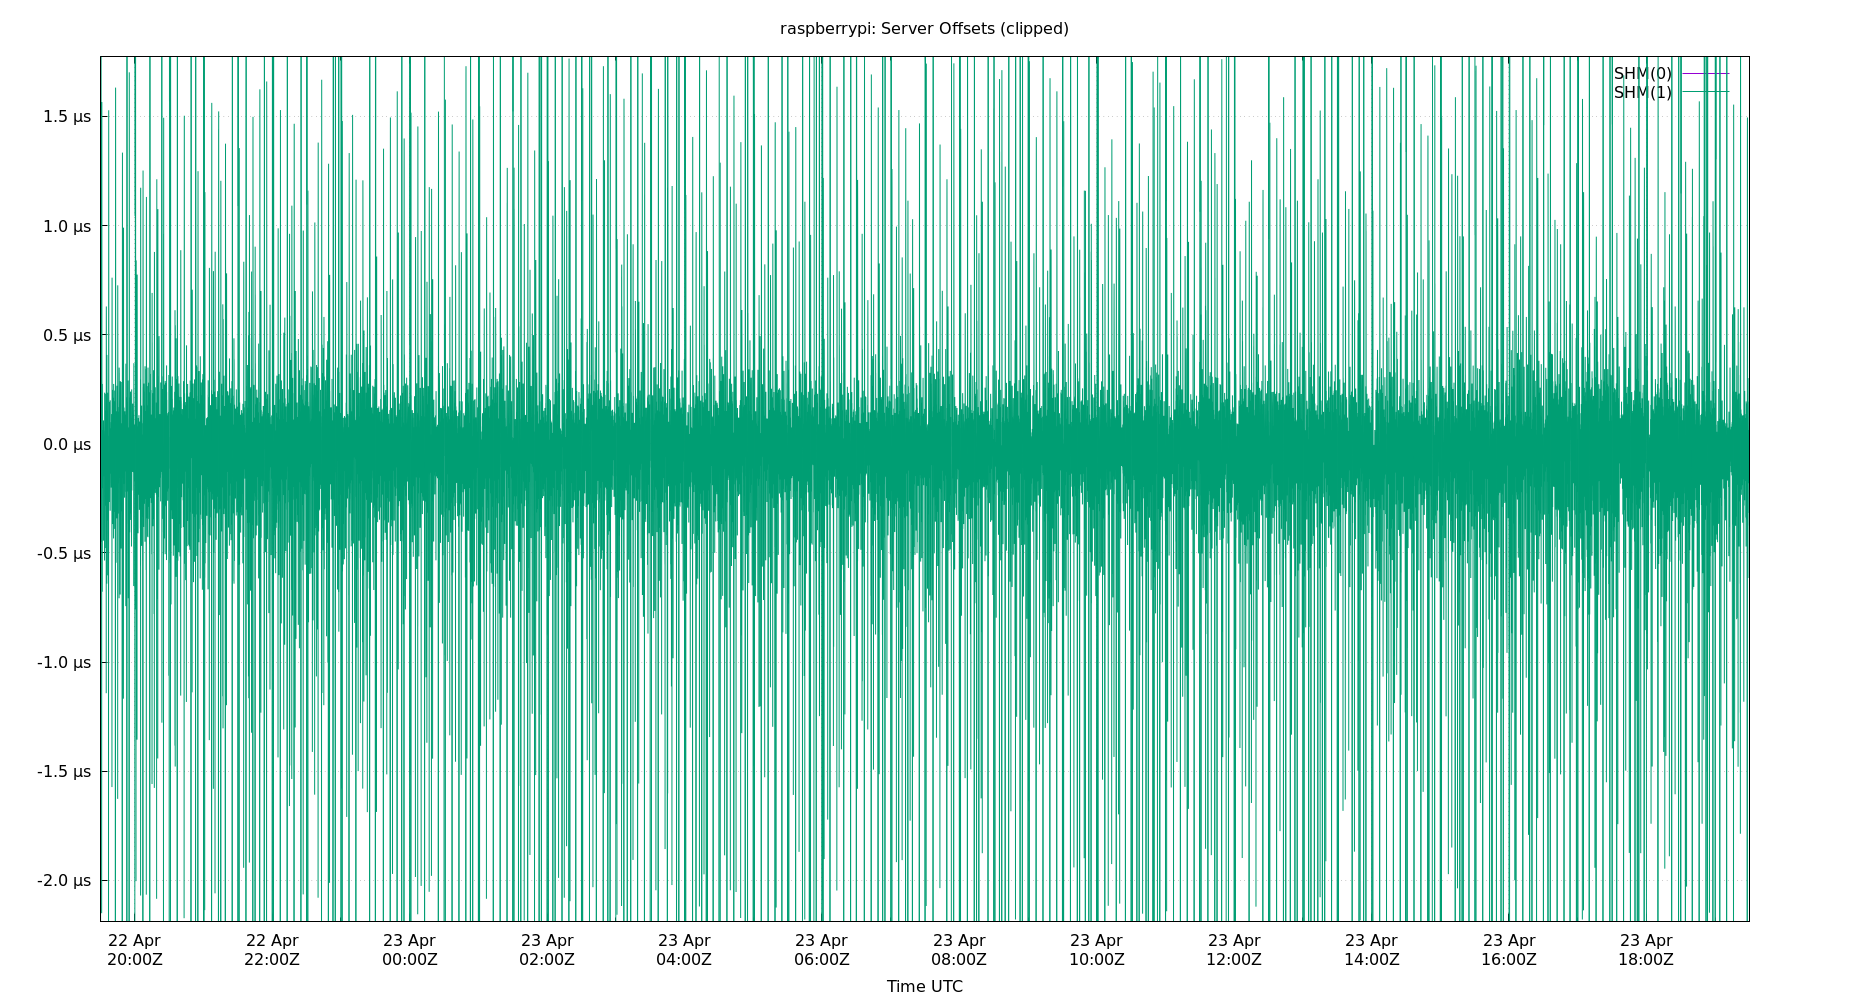 raspberrypi: Server Offsets (clipped)
SHM(0)
SHM(1)
1.5 µs
1.0 µs
0.5 µs
0.0 µs
-0.5 µs
-1.0 µs
-1.5 µs
-2.0 µs
22 Apr 22 Apr 23 Apr 23 Apr 23 Apr 23 Apr 23 Apr 23 Apr 23 Apr 23 Apr 23 Apr 23 Apr
20:00Z 22:00Z 00:00Z 02:00Z 04:00Z 06:00Z 08:00Z 10:00Z 12:00Z 14:00Z 16:00Z 18:00Z
Time UTC